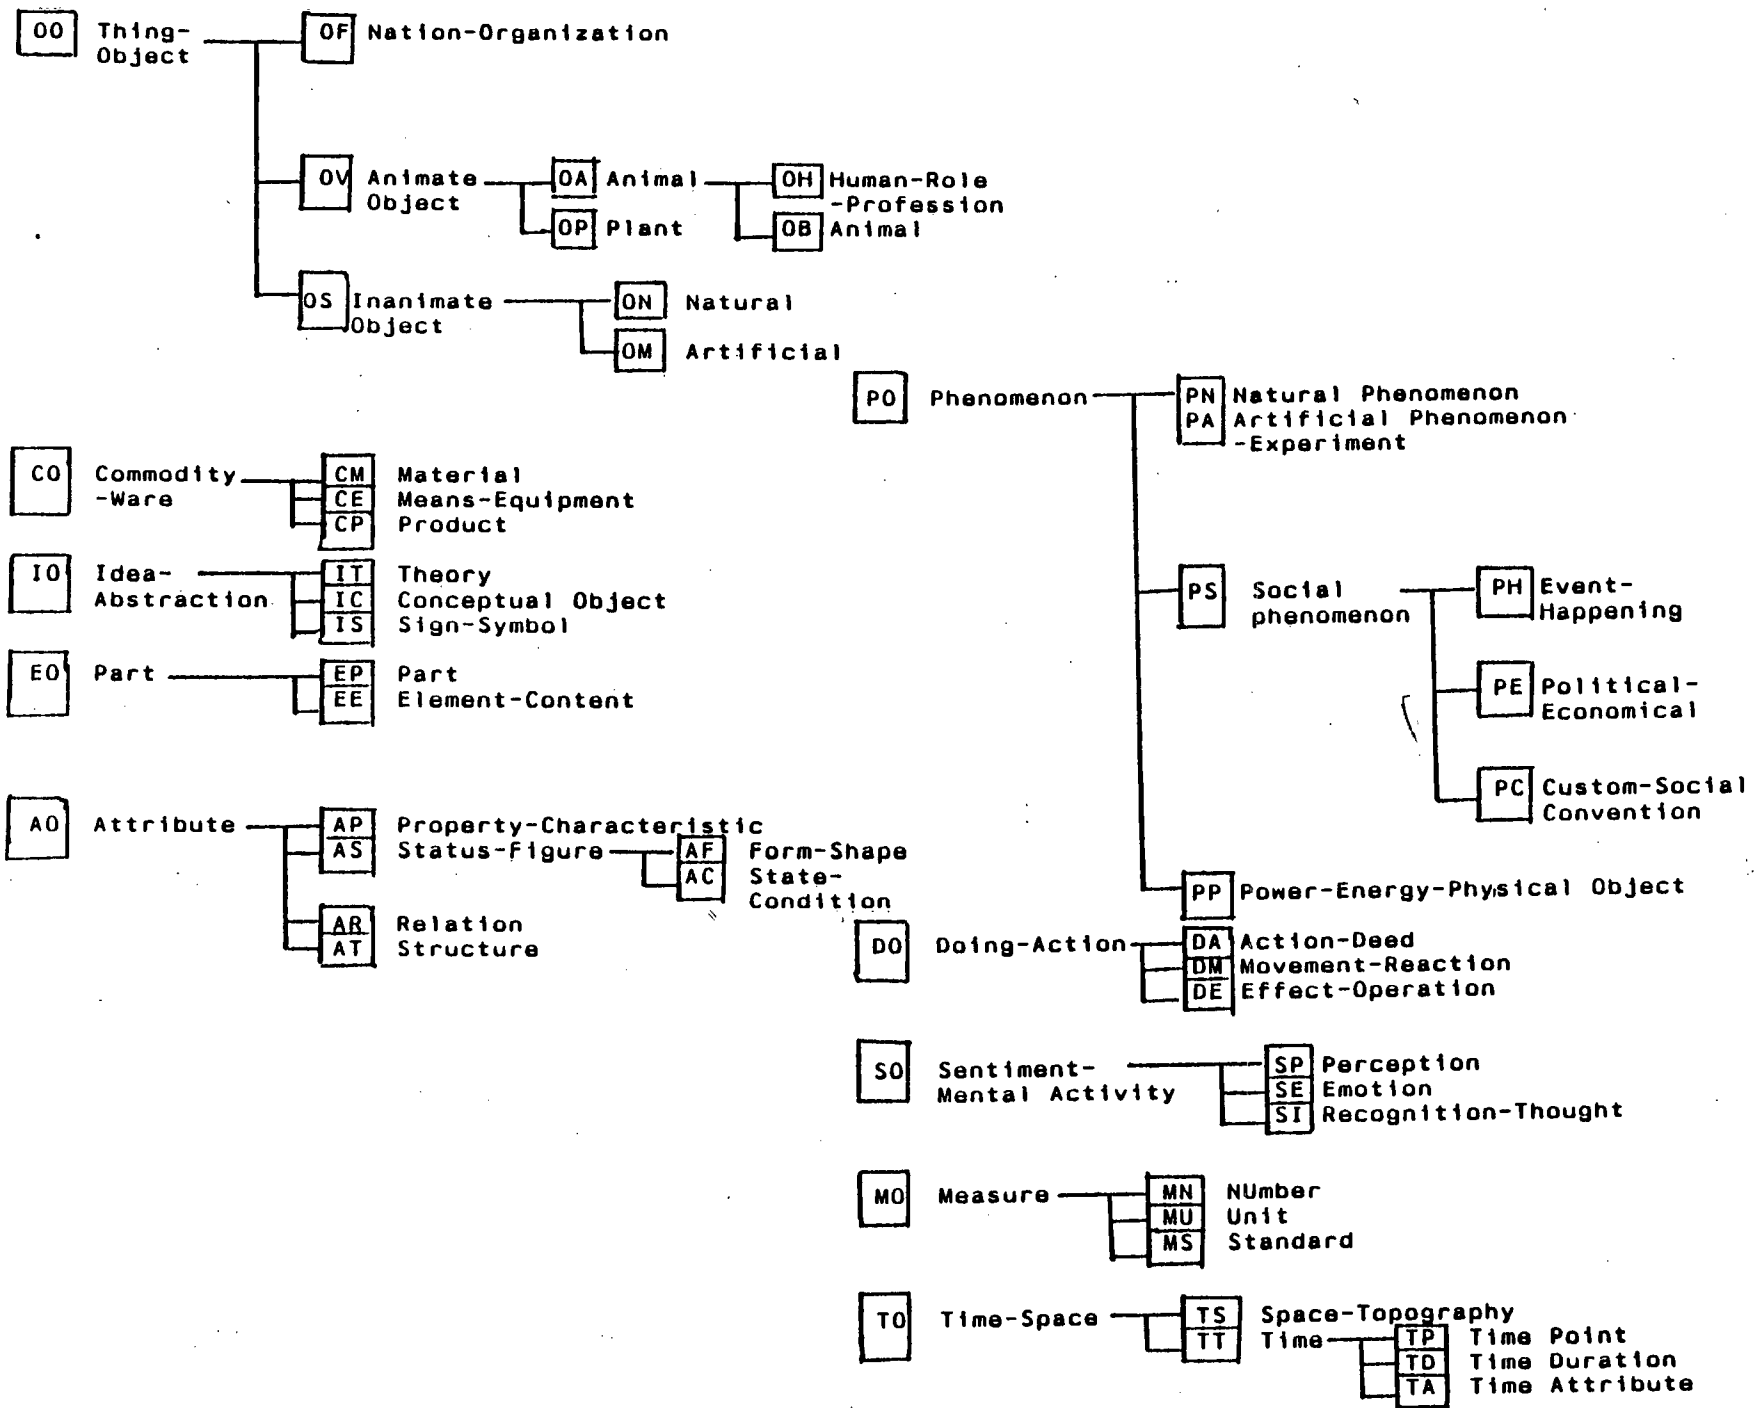 OO Thing-
Object
OF Nation-Organization
OV Animate
Object
OA Animal
OH Human-Role
-Profession
OP Plant
OB Animal
OS Inanimate
Object
ON Natural
OM Artificial
CO Commodity
-Ware
CM Material
CE Means-Equipment
CP Product
IO Idea-
Abstraction
IT Theory
IC Conceptual Object
IS Sign-Symbol
EO Part
EP Part
EE Element-Content
AO Attribute
AP Property-Characteristic
AS Status-Figure
AF Form-Shape
AC State-
Condition
AR Relation
AT Structure
PO Phenomenon
PN Natural Phenomenon
PA Artificial Phenomenon
-Experiment
PS Social
phenomenon
PH Event-
Happening
PE Political-
Economical
PC Custom-Social
Convention
PP Power-Energy-Physical Object
DO Doing-Action
DA Action-Deed
DM Movement-Reaction
DE Effect-Operation
SO Sentiment-
Mental Activity
SP Perception
SE Emotion
SI Recognition-Thought
MO Measure
MN NUmber
MU Unit
MS Standard
TO Time-Space
TS Space-Topography
TT Time
TP Time Point
TD Time Duration
TA Time Attribute